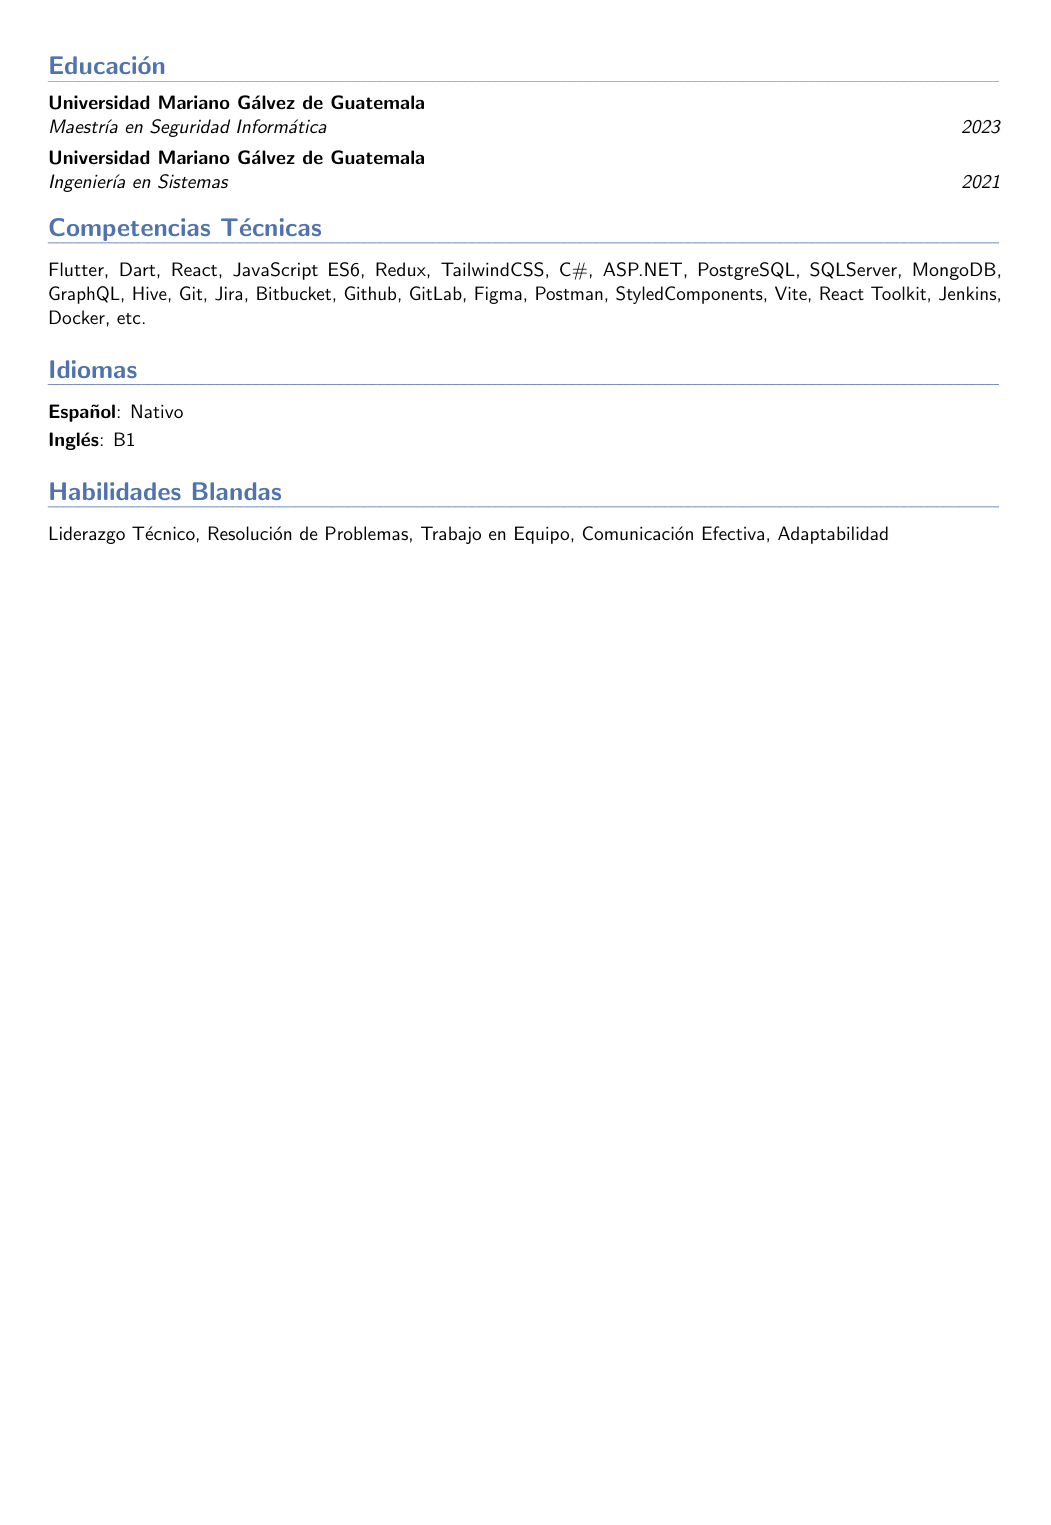 Educación
Universidad Mariano Gálvez de Guatemala
Maestría en Seguridad Informática 2023
Universidad Mariano Gálvez de Guatemala
Ingeniería en Sistemas 2021
Competencias Técnicas
Flutter, Dart, React, JavaScript ES6, Redux, TailwindCSS, C#, ASP.NET, PostgreSQL, SQLServer, MongoDB,
GraphQL, Hive, Git, Jira, Bitbucket, Github, GitLab, Figma, Postman, StyledComponents, Vite, React Toolkit, Jenkins,
Docker, etc.
Idiomas
Español: Nativo
Inglés: B1
Habilidades Blandas
Liderazgo Técnico, Resolución de Problemas, Trabajo en Equipo, Comunicación Efectiva, Adaptabilidad